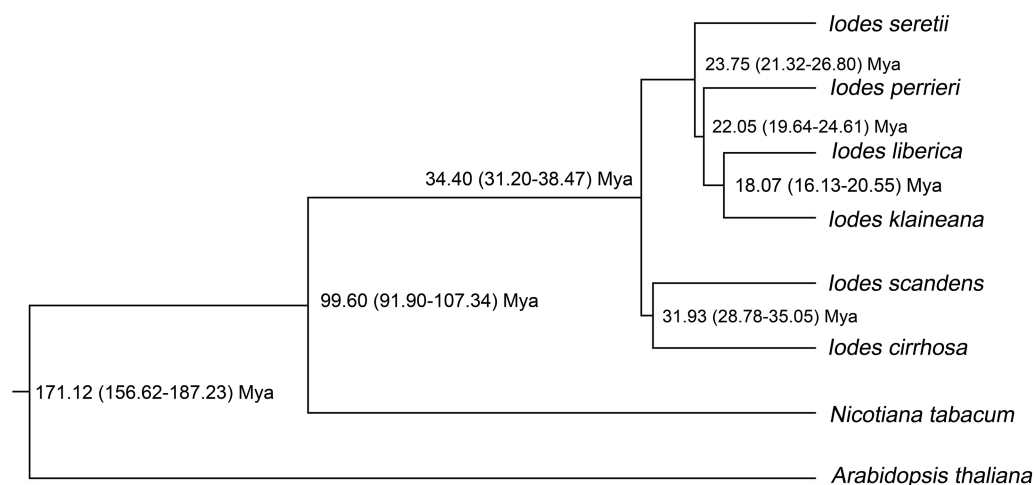 Iodes seretii
23.75 (21.32-26.80) Mya
Iodes perrieri
22.05 (19.64-24.61) Mya
Iodes liberica
34.40 (31.20-38.47) Mya
18.07 (16.13-20.55) Mya
Iodes klaineana
Iodes scandens
99.60 (91.90-107.34) Mya
31.93 (28.78-35.05) Mya
Iodes cirrhosa
171.12 (156.62-187.23) Mya
Nicotiana tabacum
Arabidopsis thaliana